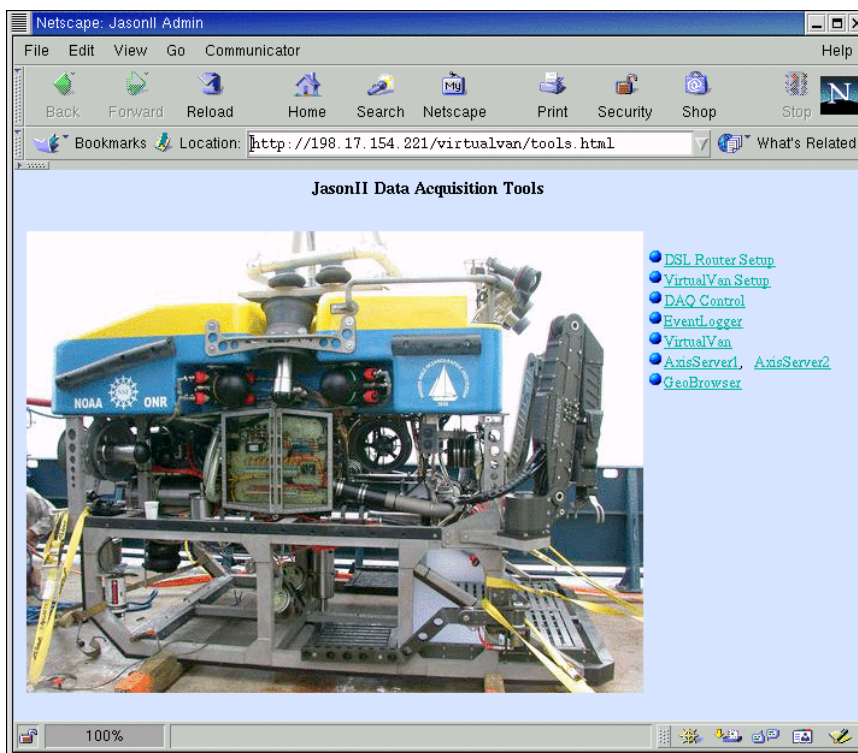 Netscape: JasonII Admin
File Edit View Go Communicator Help
Back Forward Reload Home Search Netscape Print Security Shop Stop
My
N
Bookmarks Location: http://198.17.154.221/virtualvan/tools.html What's Related
JasonII Data Acquisition Tools
DSL Router Setup
VirtualVan Setup
DAQ Control
EventLogger
VirtualVan
AxisServer1, AxisServer2
GeoBrowser
NOAA ONR
100%